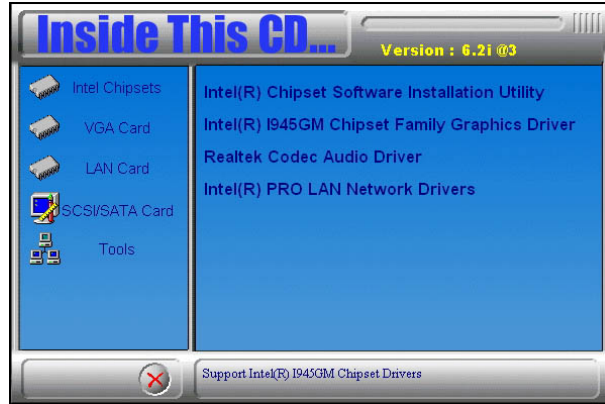 Inside This CD...
Version : 6.2i @3
Intel Chipsets
VGA Card
LAN Card
SCSI/SATA Card
Tools
Intel(R) Chipset Software Installation Utility
Intel(R) I945GM Chipset Family Graphics Driver
Realtek Codec Audio Driver
Intel(R) PRO LAN Network Drivers
Support Intel(R) I945GM Chipset Drivers